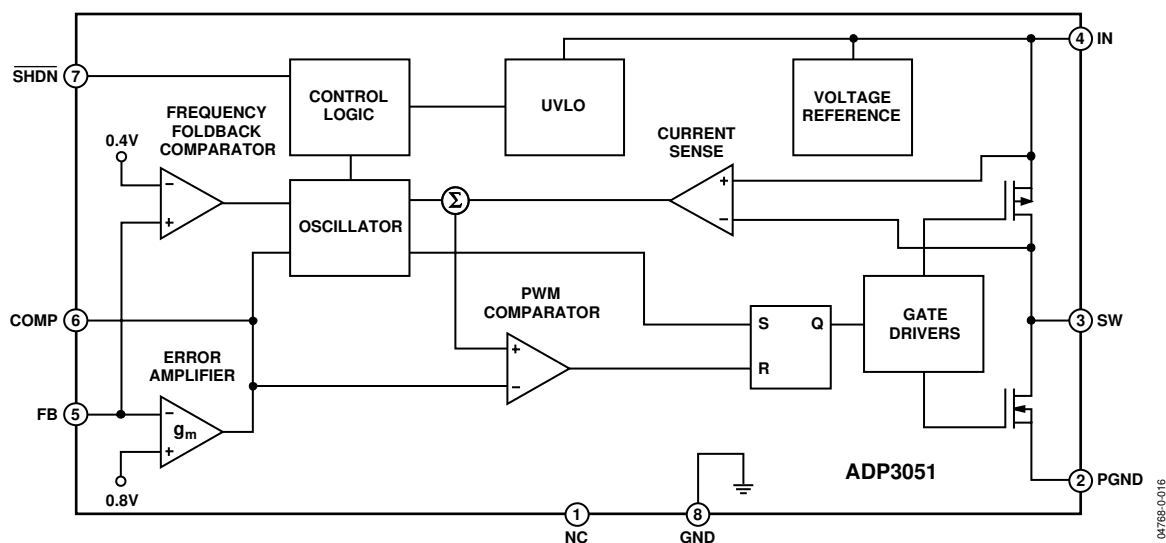 4 IN
SHDN 7
CONTROL
LOGIC
UVLO
VOLTAGE
REFERENCE
FREQUENCY
FOLDBACK
COMPARATOR
0.4V
–
+
CURRENT
SENSE
+
–
OSCILLATOR
Σ
COMP 6
PWM
COMPARATOR
+
–
S Q
R
GATE
DRIVERS
3 SW
ERROR
AMPLIFIER
FB 5
–
gm
+
0.8V
ADP3051
2 PGND
1
NC
8
GND
04768-0-016